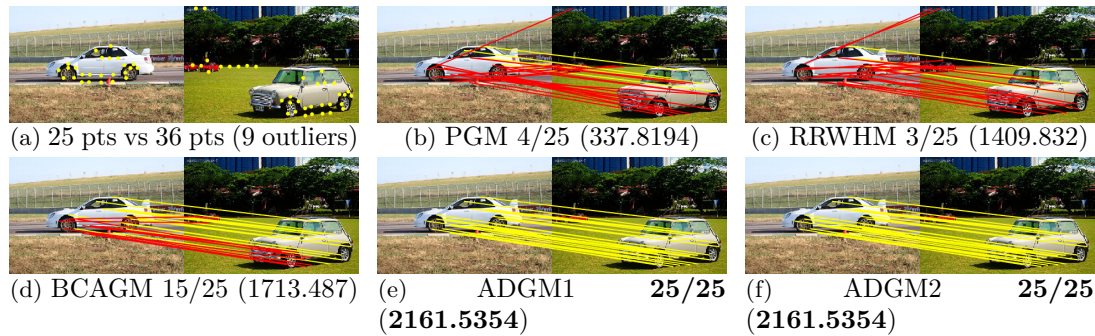 (a) 25 pts vs 36 pts (9 outliers)
(b) PGM 4/25 (337.8194)
(c) RRWHM 3/25 (1409.832)
(d) BCAGM 15/25 (1713.487)
(e) ADGM1 25/25
(2161.5354)
(f) ADGM2 25/25
(2161.5354)